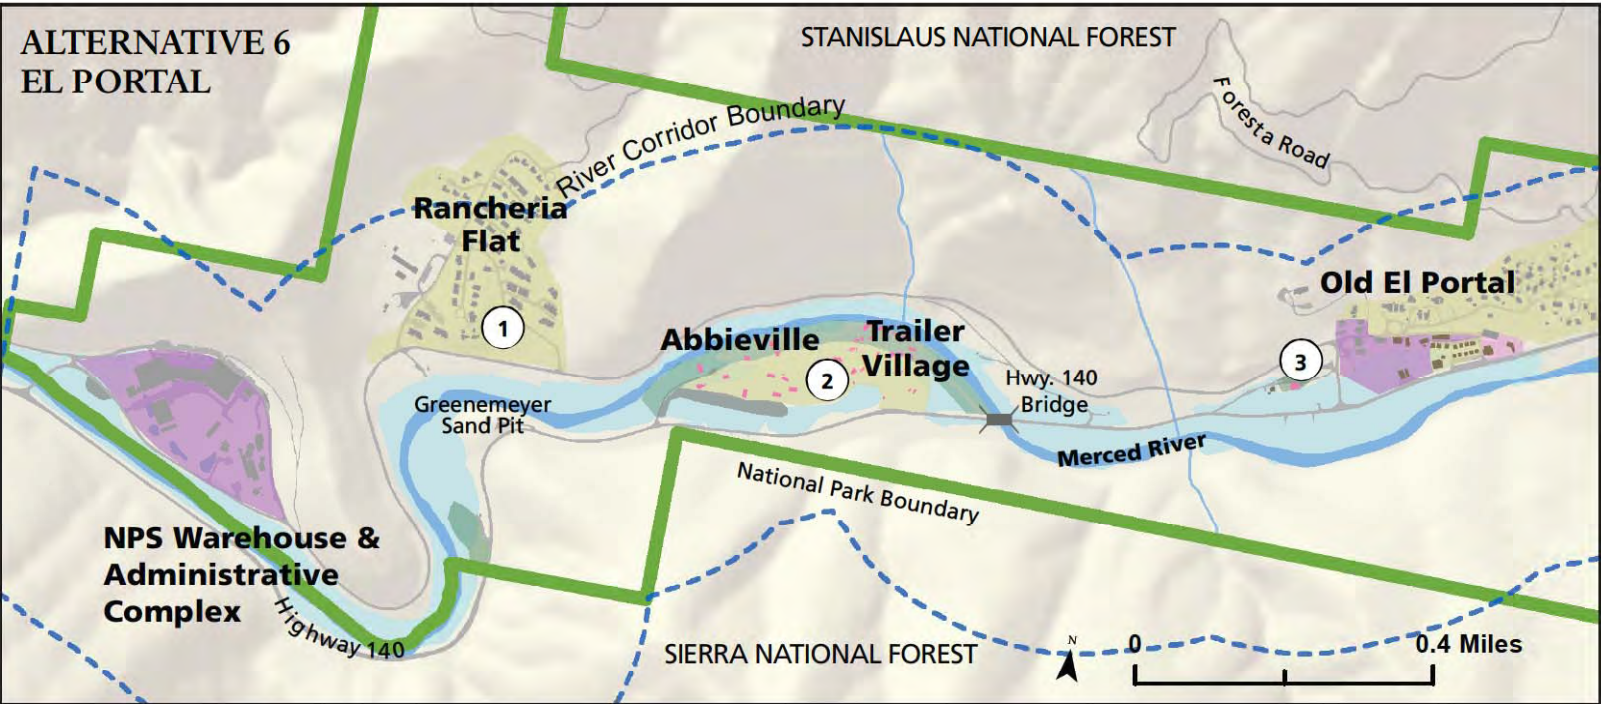 ALTERNATIVE 6
EL PORTAL
STANISLAUS NATIONAL FOREST
Foresta Road
River Corridor Boundary
Rancheria
Flat
1
Old El Portal
Abbieville
Trailer
Village
2
3
Hwy. 140
Bridge
Greenemeyer
Sand Pit
Merced River
National Park Boundary
NPS Warehouse &
Administrative
Complex
Highway 140
SIERRA NATIONAL FOREST
N
0
0.4 Miles